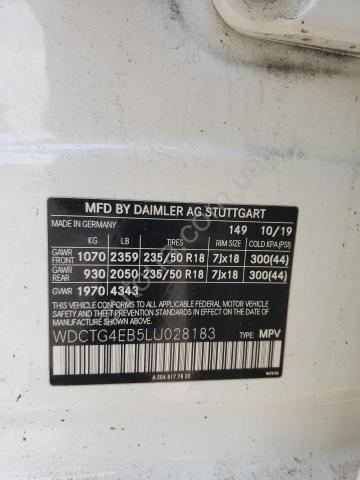 MFD BY DAIMLER AG STUTTGART
MADE IN GERMANY 149 10/19
KG LB TIRES RIM SIZE COLD KPA (PSI)
GAWR FRONT 1070 2359 235/50 R18 7Jx18 300(44)
GAWR REAR 930 2050 235/50 R18 7Jx18 300(44)
GVWR 1970 4343
THIS VEHICLE CONFORMS TO ALL APPLICABLE U.S. FEDERAL MOTOR VEHICLE SAFETY AND THEFT PREVENTION STANDARDS IN EFFECT ON THE DATE OF MANUFACTURE SHOWN ABOVE.
WDCTG4EB5LU028183 TYPE: MPV
A 204 817 78 20